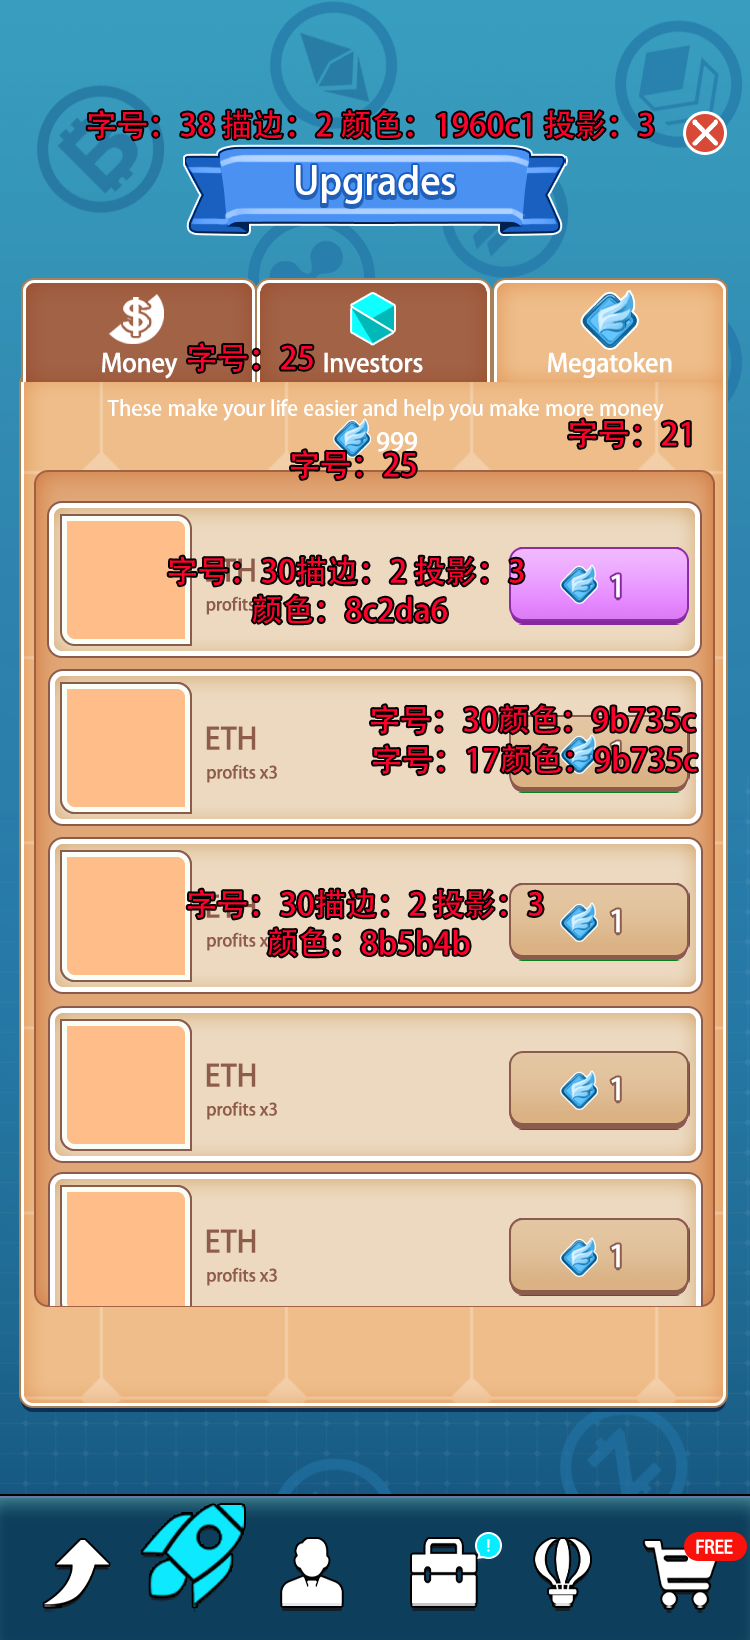 字号：38 描边：2 颜色：1960c1 投影：3
Upgrades
Money
字号：25
Investors
Megatoken
These make your life easier and help you make more money
999
字号：21
字号：25
ETH
字号：30描边：2 投影：3
profits
颜色：8c2da6
1
字号：30颜色：9b735c
ETH
1
字号：17颜色：9b735c
profits x3
字号：30描边：2 投影：3
ETH
1
profits x
颜色：8b5b4b
ETH
profits x3
1
ETH
profits x3
1
!
FREE